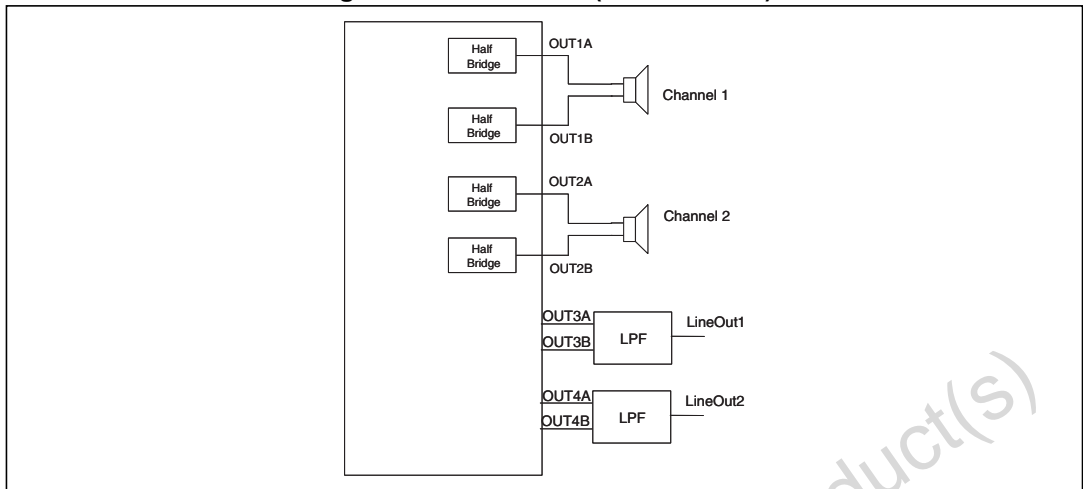 Half
Bridge
OUT1A
Channel 1
Half
Bridge
OUT1B
Half
Bridge
OUT2A
Channel 2
Half
Bridge
OUT2B
OUT3A
OUT3B
LPF
LineOut1
OUT4A
OUT4B
LPF
LineOut2
duct(s)